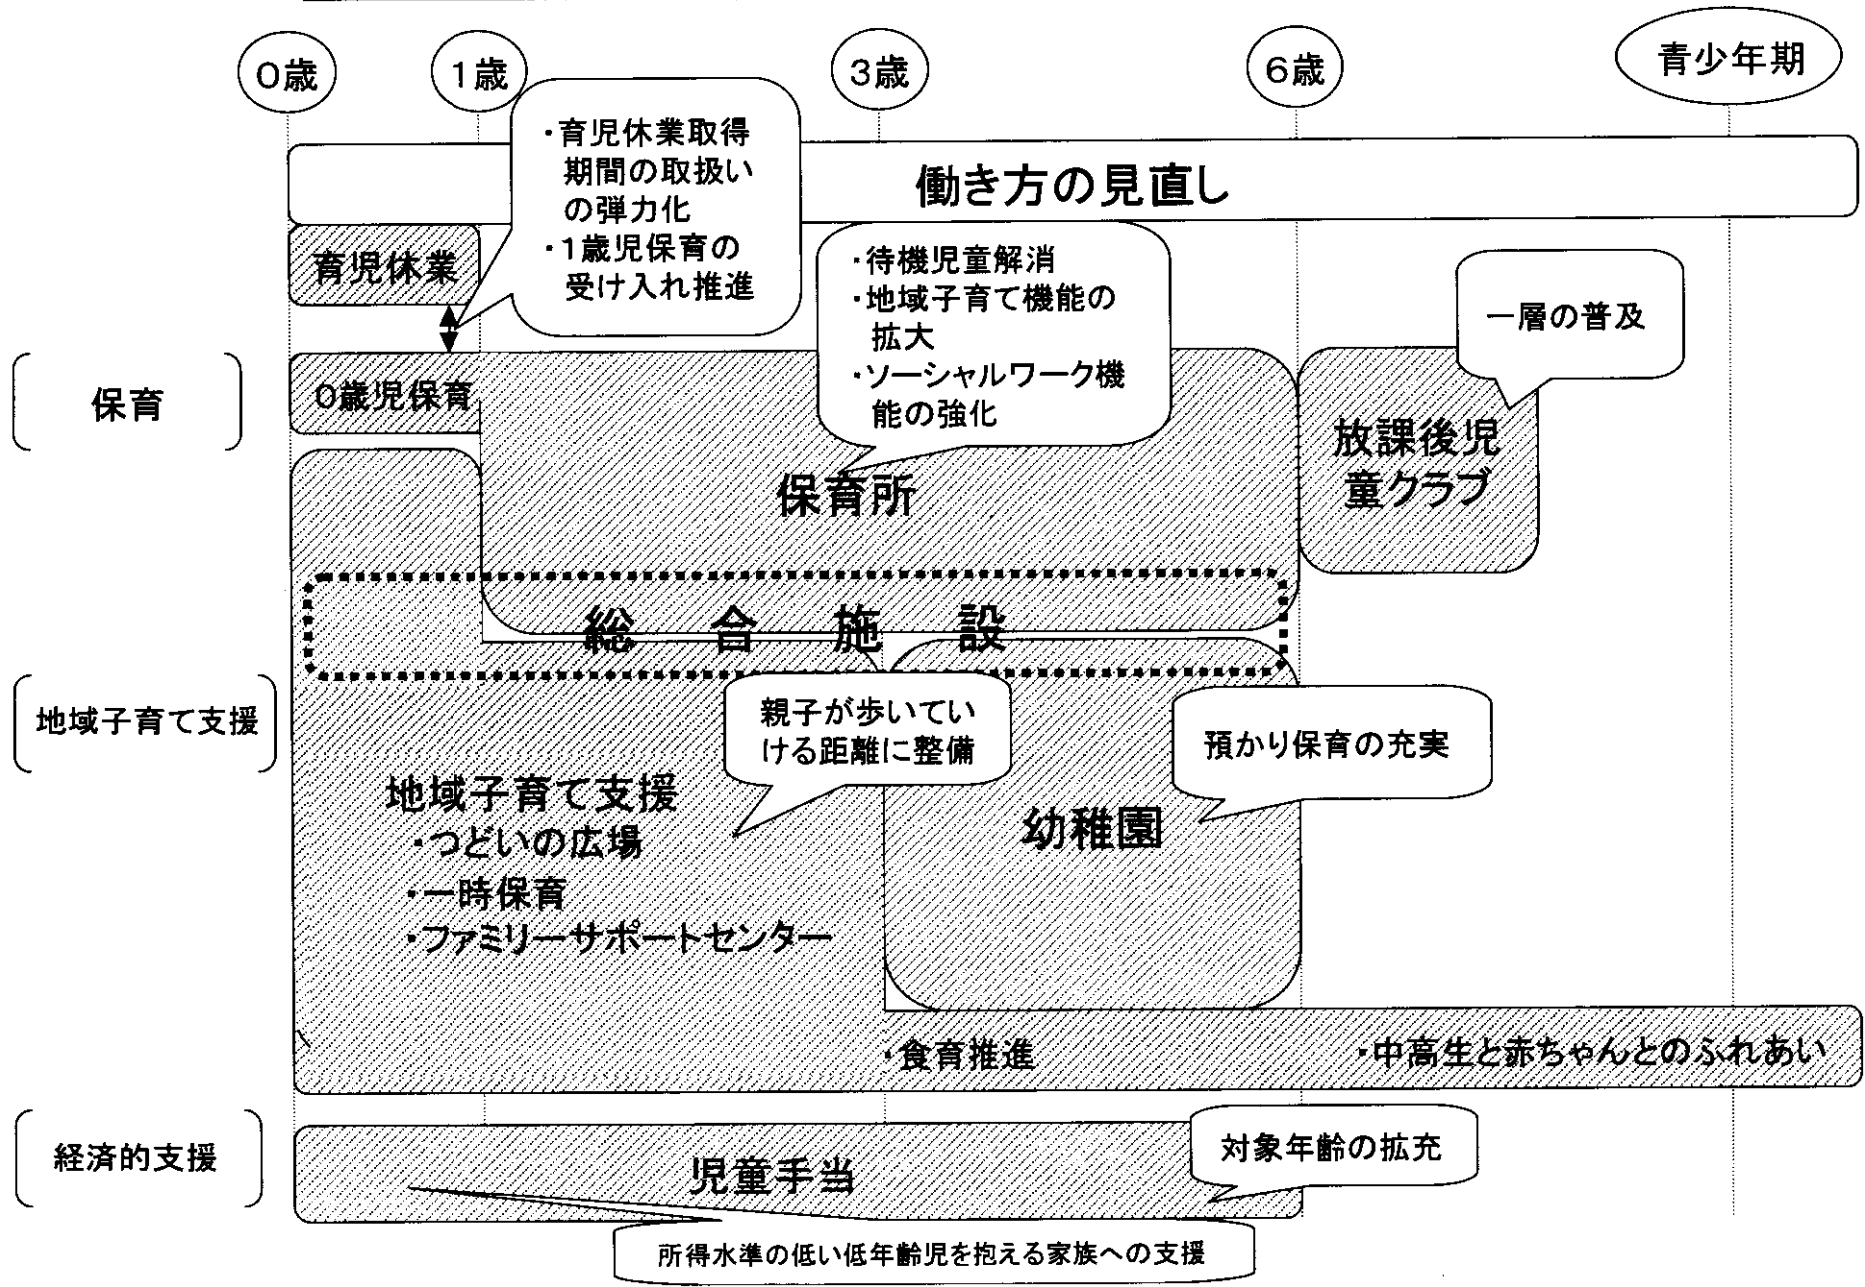 0歳
1歳
3歳
6歳
青少年期
働き方の見直し
・育児休業取得
期間の取扱い
の弾力化
・1歳児保育の
受け入れ推進
育児休業
・待機児童解消
・地域子育て機能の
拡大
・ソーシャルワーク機
能の強化
一層の普及
保育
0歳児保育
保育所
放課後児
童クラブ
総合施設
地域子育て支援
親子が歩いてい
ける距離に整備
預かり保育の充実
地域子育て支援
・つどいの広場
・一時保育
・ファミリーサポートセンター
幼稚園
・食育推進
・中高生と赤ちゃんとのふれあい
経済的支援
児童手当
対象年齢の拡充
所得水準の低い低年齢児を抱える家族への支援